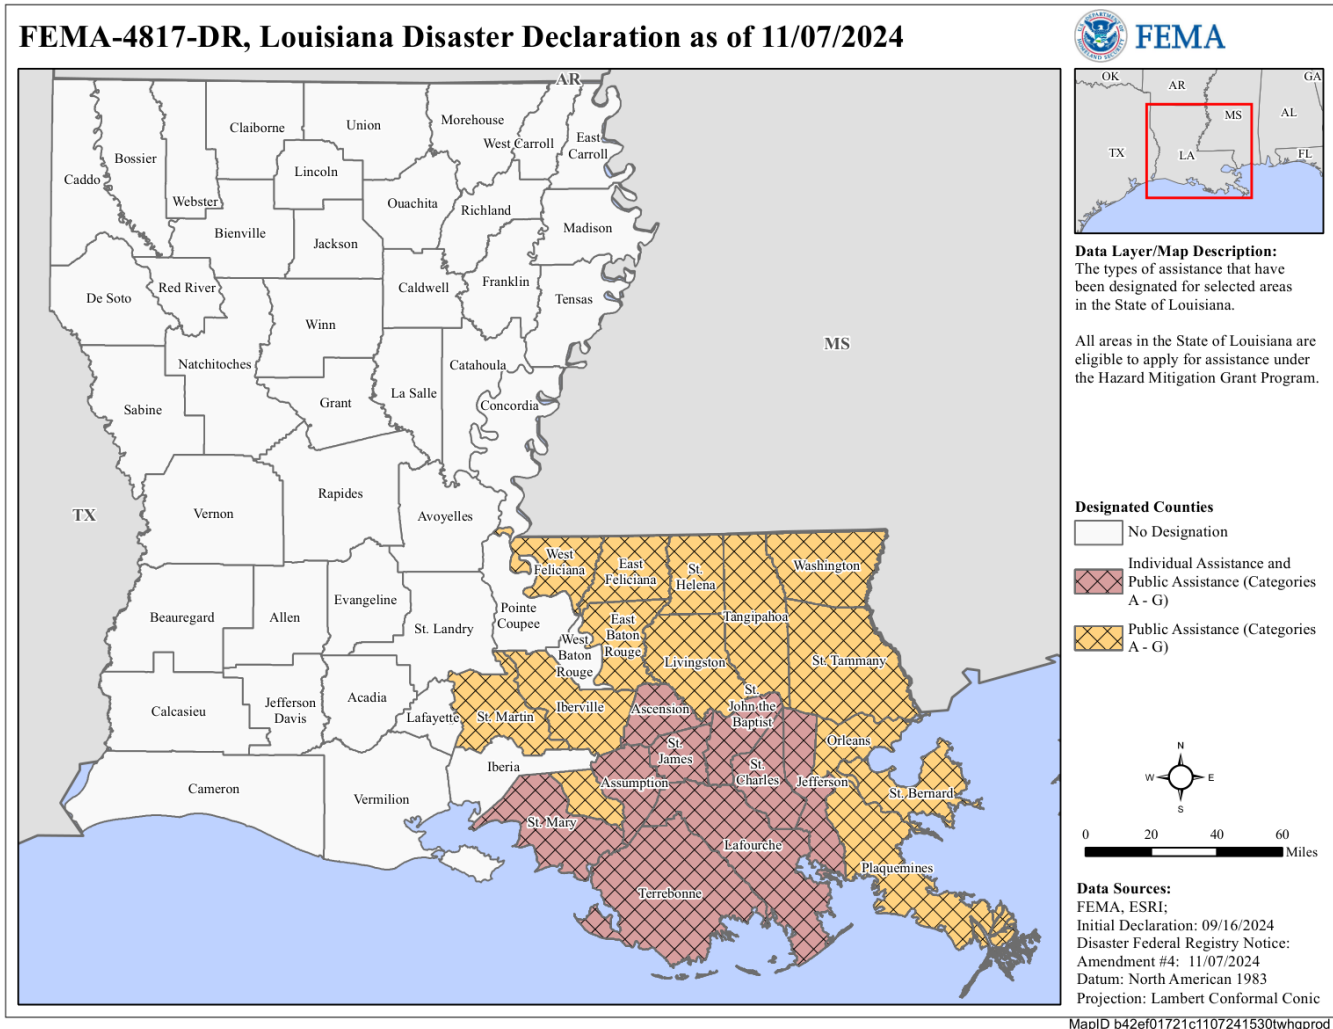 FEMA-4817-DR, Louisiana Disaster Declaration as of 11/07/2024
FEMA
U.S. DEPARTMENT OF
HOMELAND SECURITY
OK
AR
GA
MS
AL
TX
LA
FL
AR
Claiborne
Union
Morehouse
West Carroll
East
Carroll
Bossier
Caddo
Webster
Lincoln
Ouachita
Richland
Madison
Bienville
Jackson
De Soto
Red River
Caldwell
Franklin
Tensas
Winn
Natchitoches
Catahoula
MS
Sabine
Grant
La Salle
Concordia
TX
Vernon
Rapides
Avoyelles
West
Feliciana
East
Feliciana
St.
Helena
Washington
Beauregard
Allen
Evangeline
St. Landry
Pointe
Coupee
West
Baton
Rouge
East
Baton
Rouge
Tangipahoa
Livingston
St. Tammany
Calcasieu
Jefferson
Davis
Acadia
Lafayette
St. Martin
Iberville
Ascension
St.
John the
Baptist
St.
James
Orleans
Cameron
Vermilion
Iberia
Assumption
St.
Charles
Jefferson
St. Bernard
St. Mary
Lafourche
Terrebonne
Plaquemines
Data Layer/Map Description:
The types of assistance that have
been designated for selected areas
in the State of Louisiana.
All areas in the State of Louisiana are
eligible to apply for assistance under
the Hazard Mitigation Grant Program.
Designated Counties
No Designation
Individual Assistance and
Public Assistance (Categories
A - G)
Public Assistance (Categories
A - G)
N
W
E
S
0 20 40 60
Miles
Data Sources:
FEMA, ESRI;
Initial Declaration: 09/16/2024
Disaster Federal Registry Notice:
Amendment #4: 11/07/2024
Datum: North American 1983
Projection: Lambert Conformal Conic
MapID b42ef01721c1107241530twhqprod